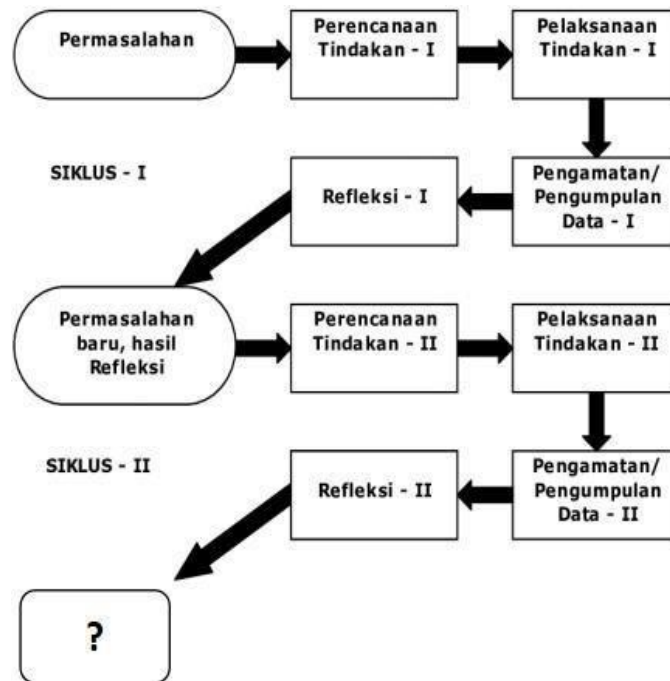 Permasalahan
Perencanaan
Tindakan - I
Pelaksanaan
Tindakan - I
SIKLUS - I
Refleksi - I
Pengamatan/
Pengumpulan
Data - I
Permasalahan
baru, hasil
Refleksi
Perencanaan
Tindakan - II
Pelaksanaan
Tindakan - II
SIKLUS - II
Refleksi - II
Pengamatan/
Pengumpulan
Data - II
?